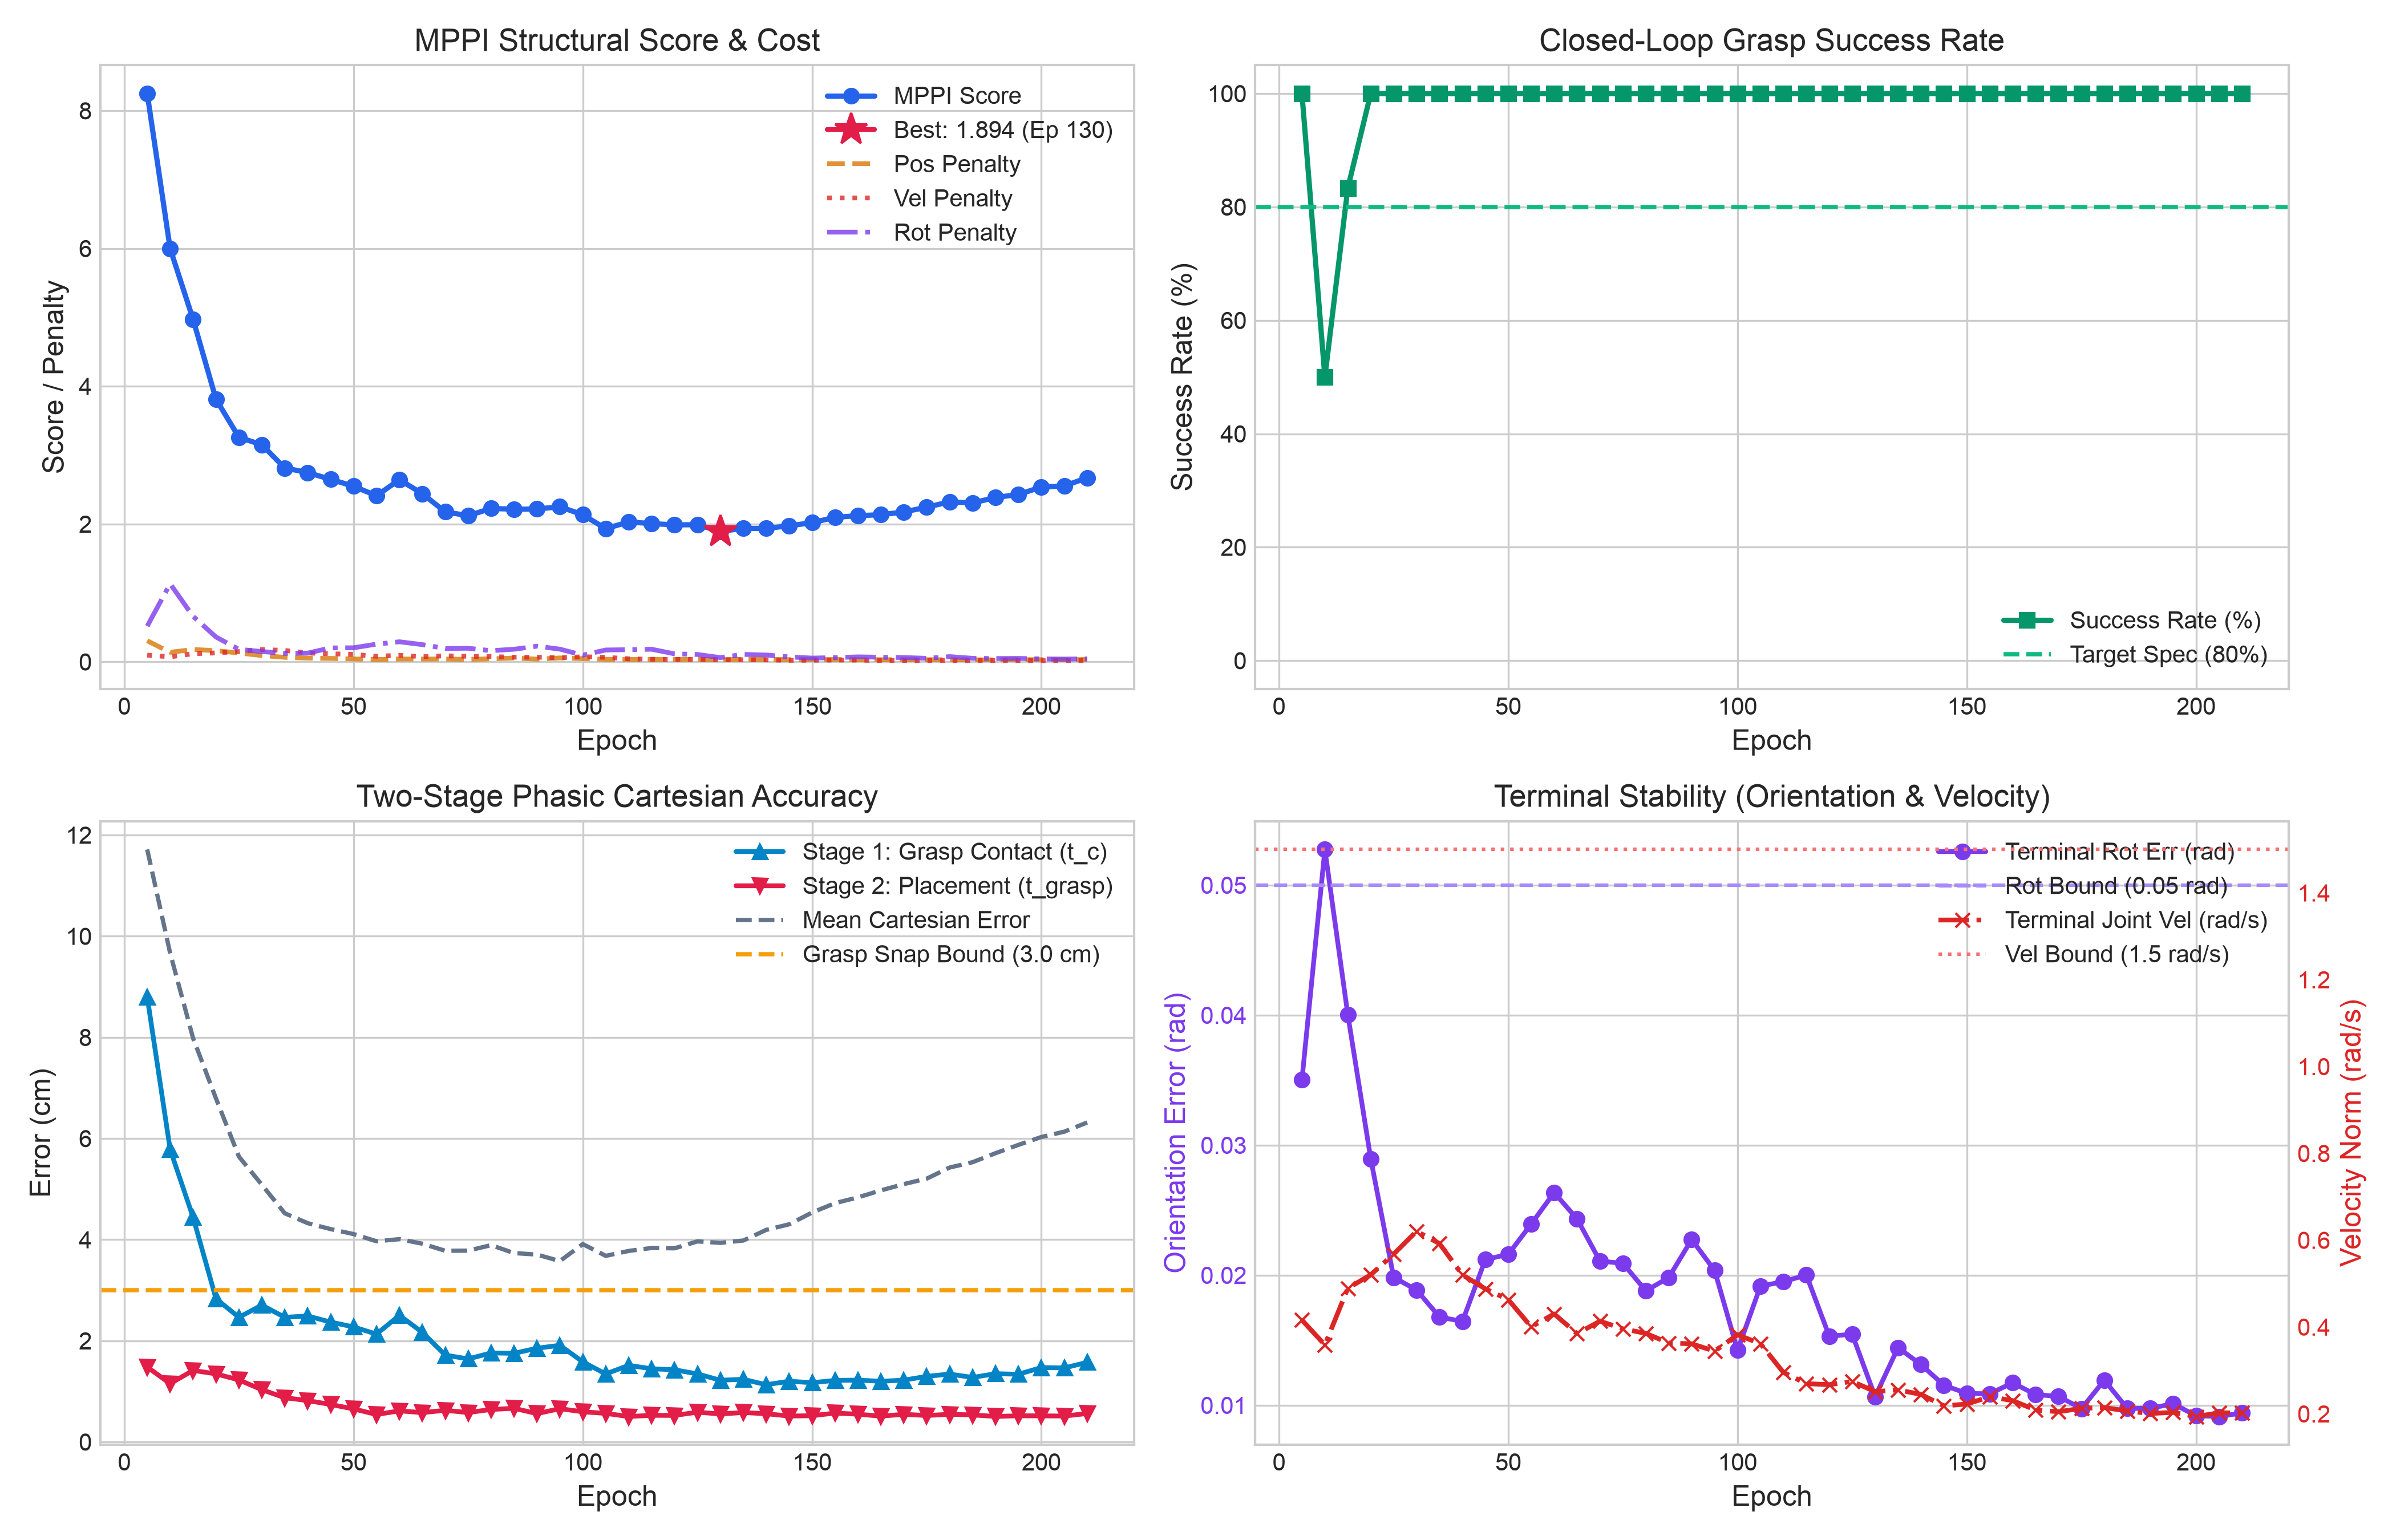 MPPI Structural Score & Cost
Score / Penalty
8
6
4
2
0
MPPI Score
Best: 1.894 (Ep 130)
Pos Penalty
Vel Penalty
Rot Penalty
0 50 100 150 200
Epoch
Closed-Loop Grasp Success Rate
Success Rate (%)
100
80
60
40
20
0
Success Rate (%)
Target Spec (80%)
0 50 100 150 200
Epoch
Two-Stage Phasic Cartesian Accuracy
Error (cm)
12
10
8
6
4
2
0
Stage 1: Grasp Contact (t_c)
Stage 2: Placement (t_grasp)
Mean Cartesian Error
Grasp Snap Bound (3.0 cm)
0 50 100 150 200
Epoch
Terminal Stability (Orientation & Velocity)
Orientation Error (rad)
0.05
0.04
0.03
0.02
0.01
Terminal Rot Err (rad)
Rot Bound (0.05 rad)
Terminal Joint Vel (rad/s)
Vel Bound (1.5 rad/s)
1.4
1.2
1.0
0.8
0.6
0.4
0.2
Velocity Norm (rad/s)
0 50 100 150 200
Epoch